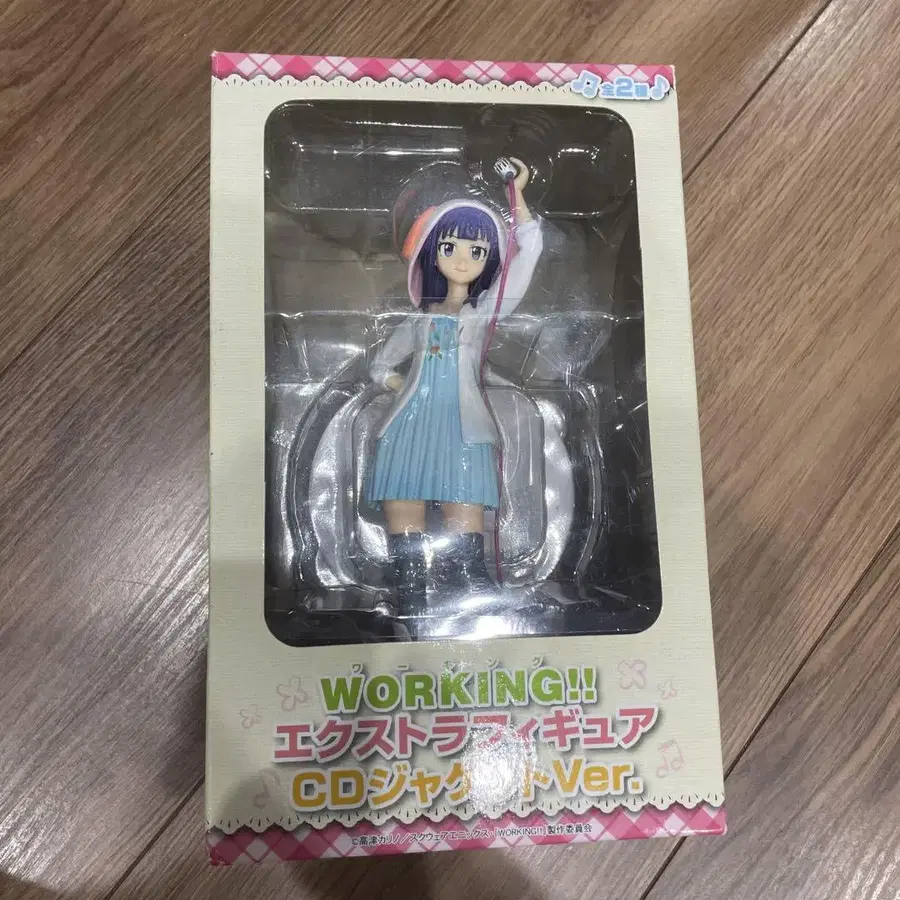 全2種
ワーキング
WORKING!!
エクストラフィギュア
CDジャケットVer.
©高津カリノ/スクウェアエニックス・「WORKING!!」製作委員会